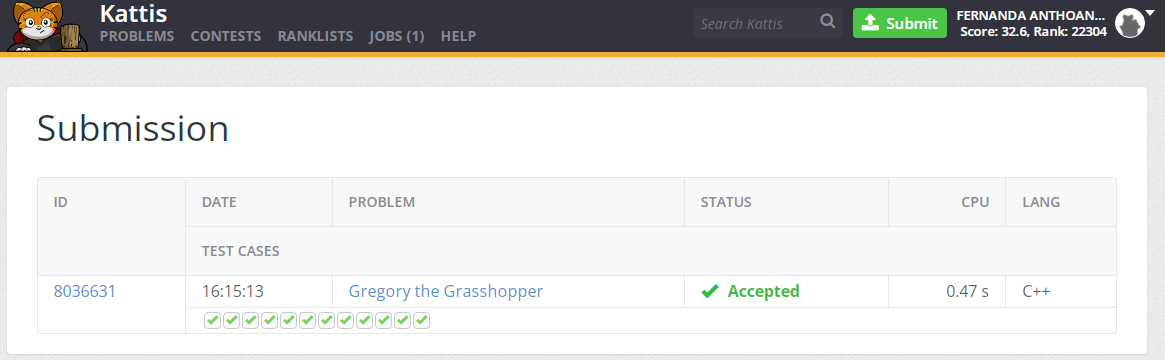 Kattis
PROBLEMS CONTESTS RANKLISTS JOBS (1) HELP
Search Kattis
Submit
FERNANDA ANTHOAN...
Score: 32.6, Rank: 22304
Submission
ID DATE PROBLEM STATUS CPU LANG
TEST CASES
8036631 16:15:13 Gregory the Grasshopper Accepted 0.47 s C++